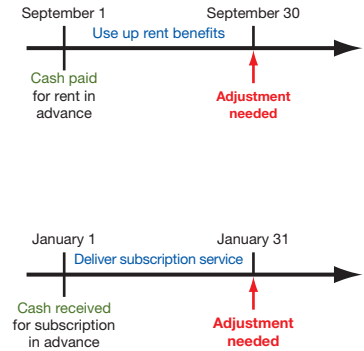 September 1
September 30
Use up rent benefits
Cash paid
for rent in
advance
Adjustment
needed
January 1
January 31
Deliver subscription service
Cash received
for subscription
in advance
Adjustment
needed